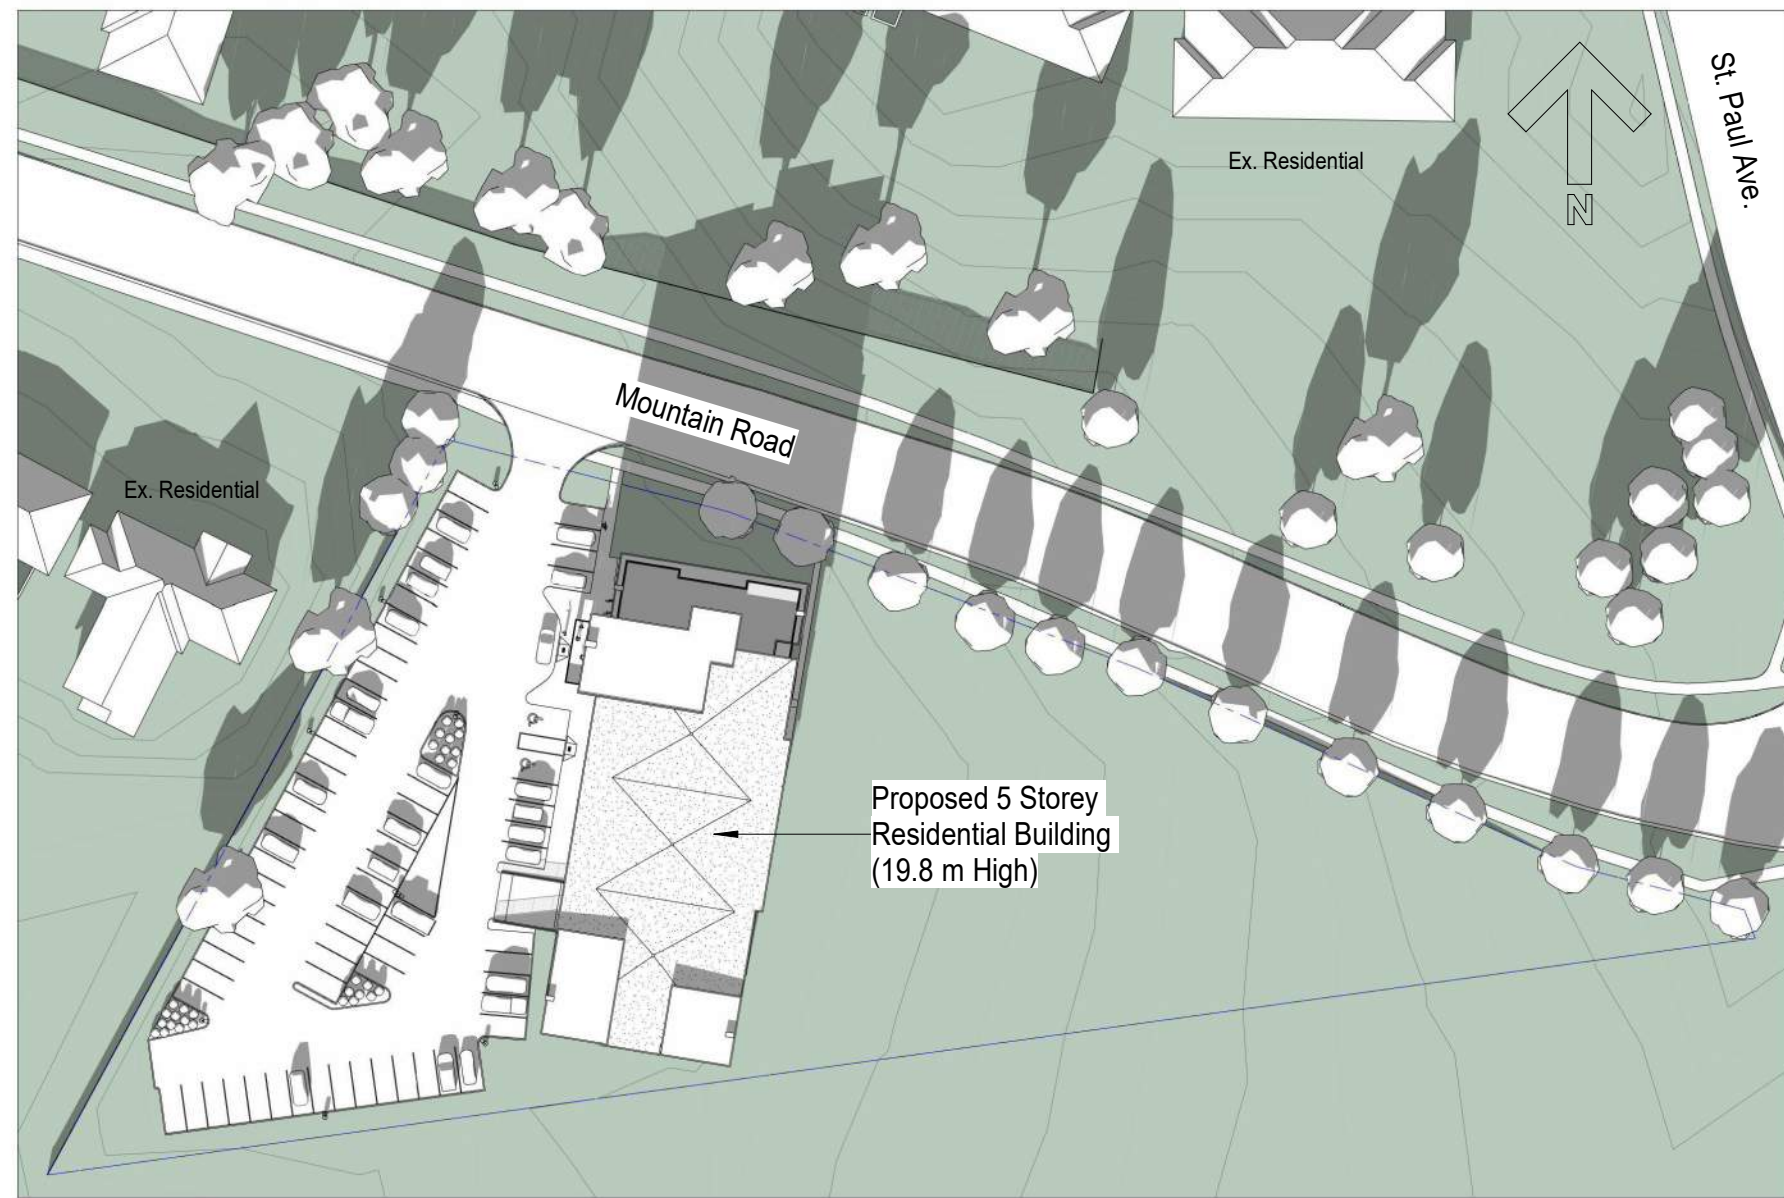 St. Paul Ave.
Ex. Residential
N
Mountain Road
Ex. Residential
Proposed 5 Storey
Residential Building
(19.8 m High)